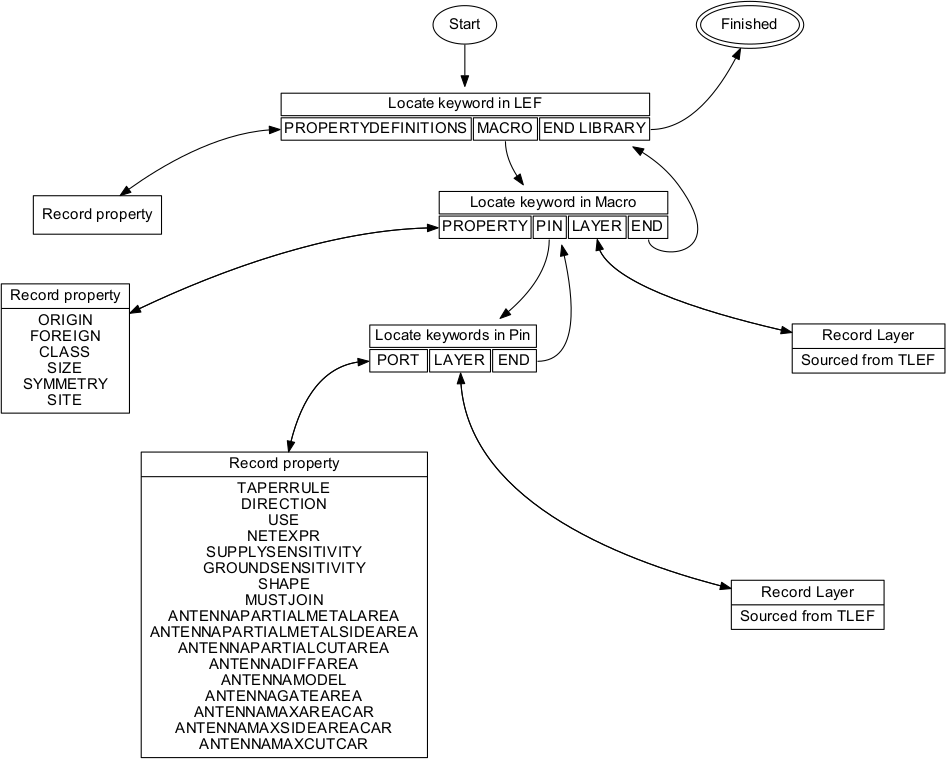 Start
Finished
Locate keyword in LEF
PROPERTYDEFINITIONS MACRO END LIBRARY
Record property
Locate keyword in Macro
PROPERTY PIN LAYER END
Record property
ORIGIN
FOREIGN
CLASS
SIZE
SYMMETRY
SITE
Locate keywords in Pin
PORT LAYER END
Record Layer
Sourced from TLEF
Record property
TAPERRULE
DIRECTION
USE
NETEXPR
SUPPLYSENSITIVITY
GROUNDSENSITIVITY
SHAPE
MUSTJOIN
ANTENNAPARTIALMETALAREA
ANTENNAPARTIALMETALSIDEAREA
ANTENNAPARTIALCUTAREA
ANTENNADIFFAREA
ANTENNAMODEL
ANTENNAGATEAREA
ANTENNAMAXAREACAR
ANTENNAMAXSIDEAREACAR
ANTENNAMAXCUTCAR
Record Layer
Sourced from TLEF